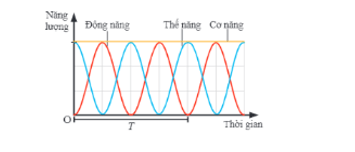 Năng
lượng
Động năng
Thế năng
Cơ năng
O
T
Thời gian